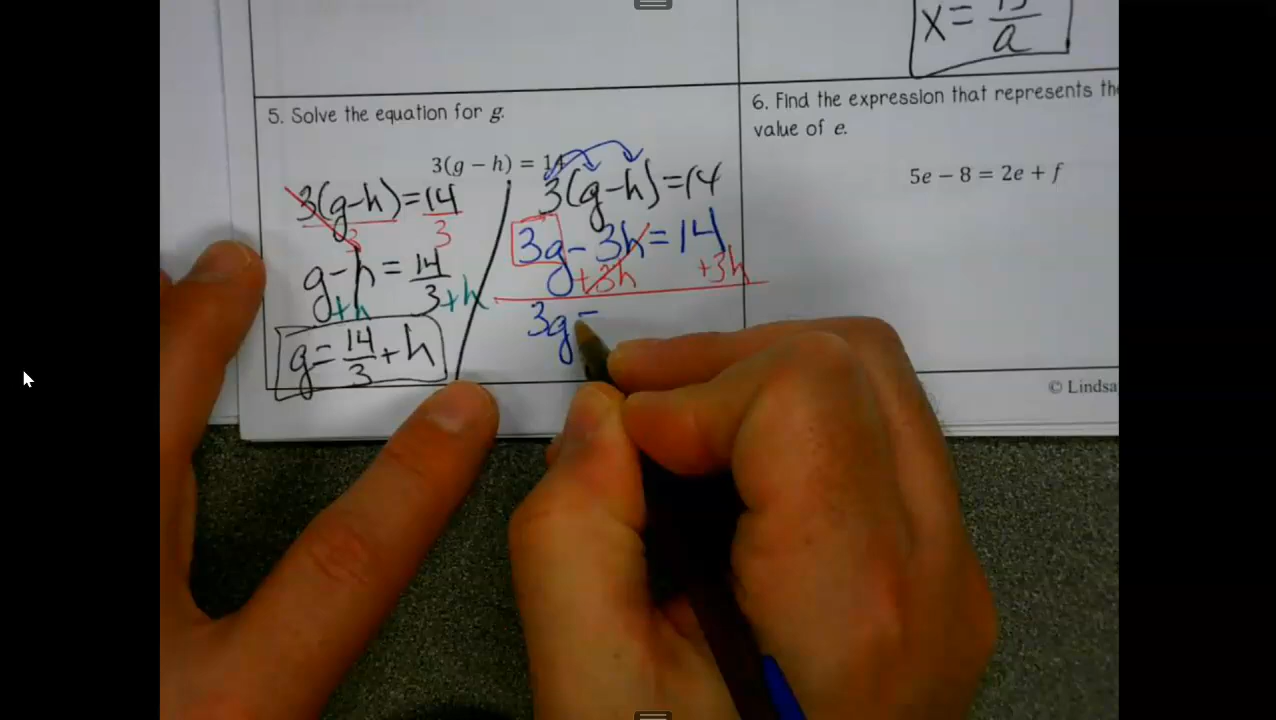 x = 
a
5. Solve the equation for g.
3(g − h) = 14
3(g-h)=14
3 3
g-h = 14/3
+h +h
g = 14/3 + h
3(g-h)=14
3g - 3h = 14
+3h +3h
3g =
6. Find the expression that represents the
value of e.
5e − 8 = 2e + f
© Lindsa